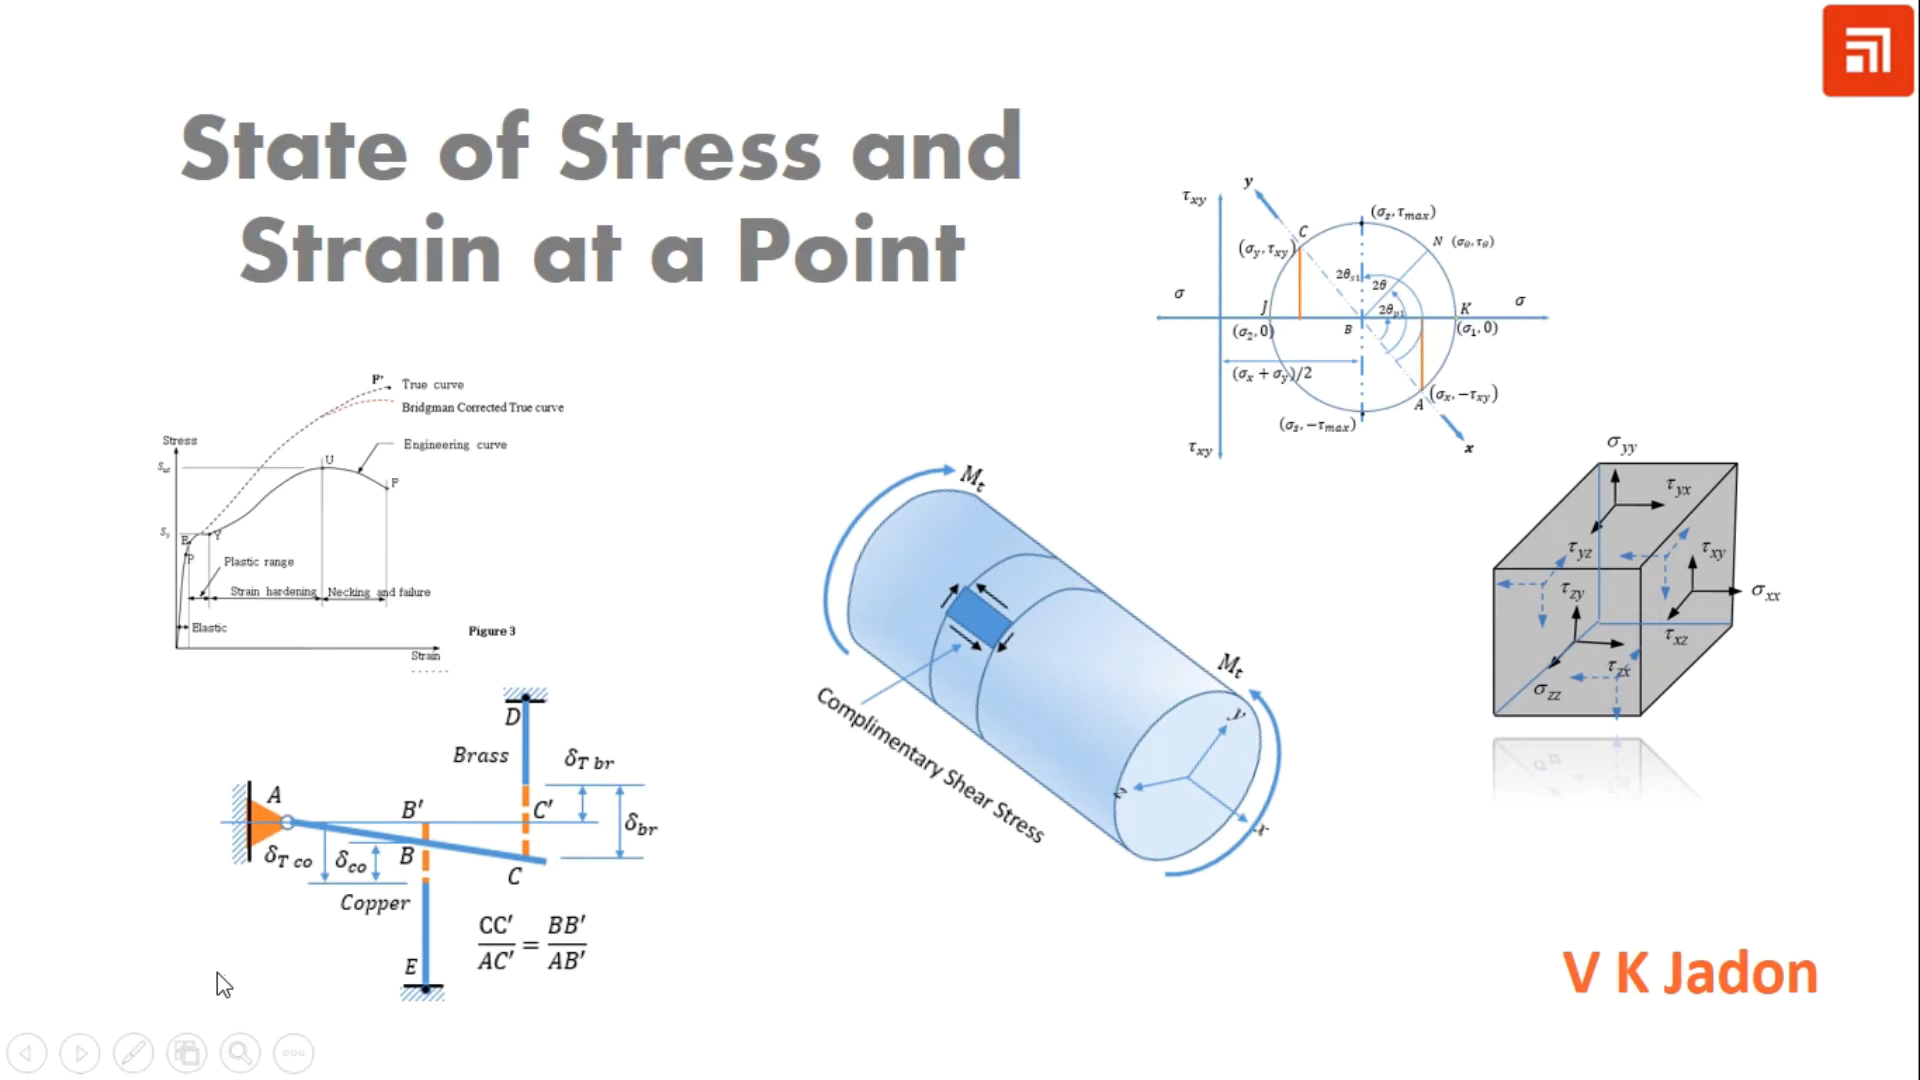 State of Stress and
Strain at a Point
y
τxy
(σs, τmax)
C
N (σθ, τθ)
(σy, τxy)
2θs1
2θ
σ
J
2θp1
K
σ
(σ2, 0)
B
(σ1, 0)
(σx + σy)/2
(σx, −τxy)
A
(σs, −τmax)
τxy
x
F'
True curve
Bridgman Corrected True curve
Stress
Engineering curve
U
F
E
Y
P
Plastic range
Strain hardening
Necking and failure
Elastic
Figure 3
Strain
Mt
Mt
y
z
x
Complimentary Shear Stress
σyy
τyx
τyz
τxy
τzy
σxx
τxz
τzx
σzz
D
Brass
δT br
A
B′
C′
δbr
δT co
δco
B
C
Copper
CC′/AC′ = BB′/AB′
E
V K Jadon